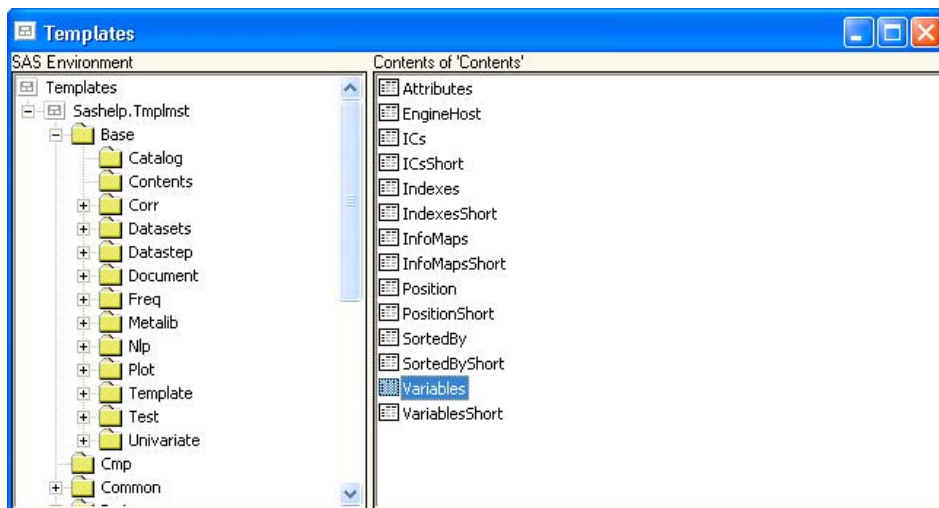 Templates
SAS Environment
Templates
Sashelp.Tmplmst
Base
Catalog
Contents
Corr
Datasets
Datastep
Document
Freq
Metalib
Nlp
Plot
Template
Test
Univariate
Cmp
Common
Contents of 'Contents'
Attributes
EngineHost
ICs
ICsShort
Indexes
IndexesShort
InfoMaps
InfoMapsShort
Position
PositionShort
SortedBy
SortedByShort
Variables
VariablesShort